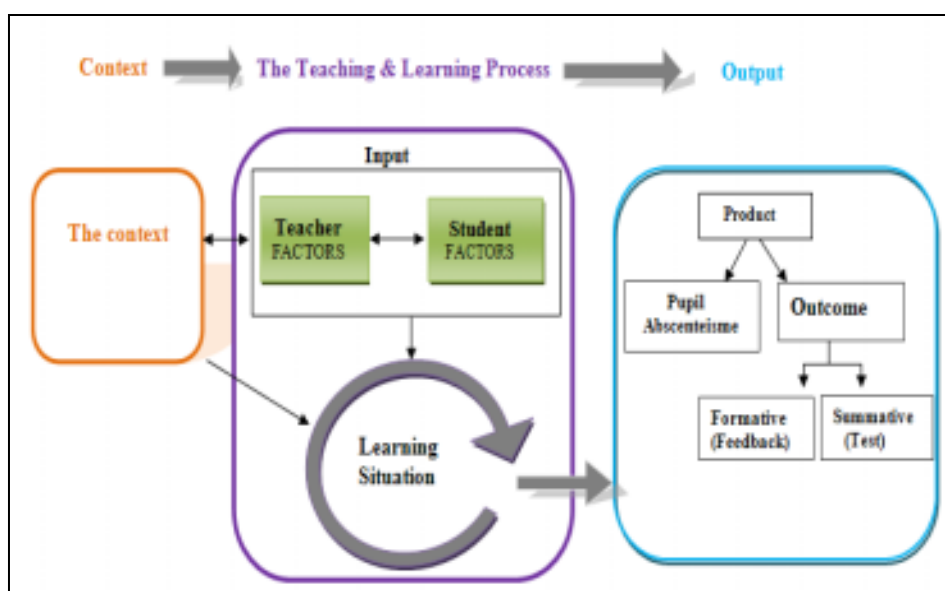 Context
The Teaching & Learning Process
Output
Input
The context
Teacher
FACTORS
Student
FACTORS
Learning
Situation
Product
Pupil
Abscenteisme
Outcome
Formative
(Feedback)
Summative
(Test)